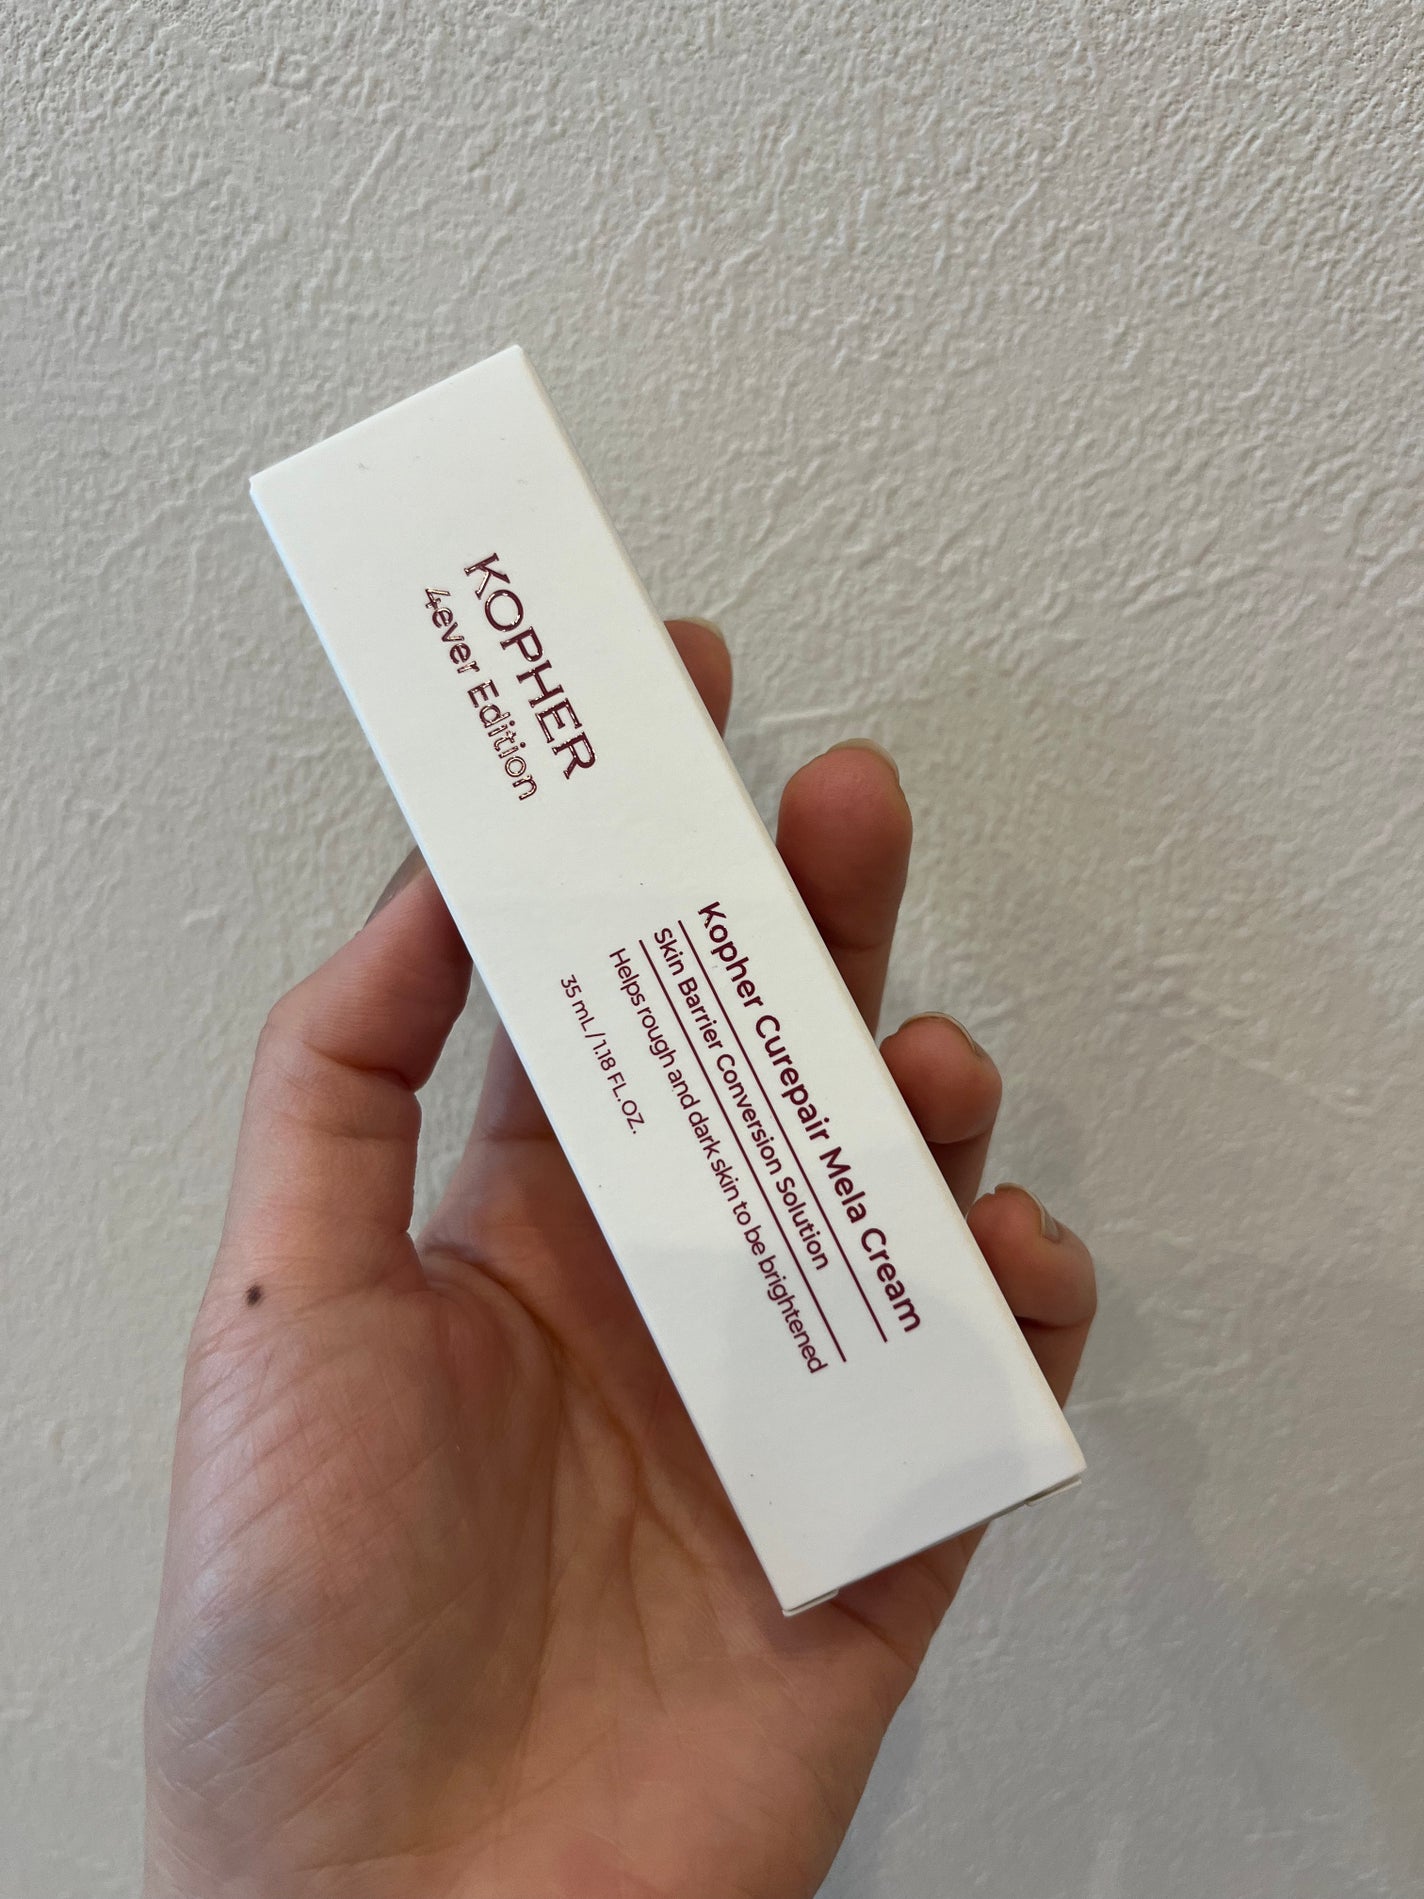 KOPHER
4ever Edition
Kopher Curepair Mela Cream
Skin Barrier Conversion Solution
Helps rough and dark skin to be brightened
35 mL / 1.18 FL.OZ.